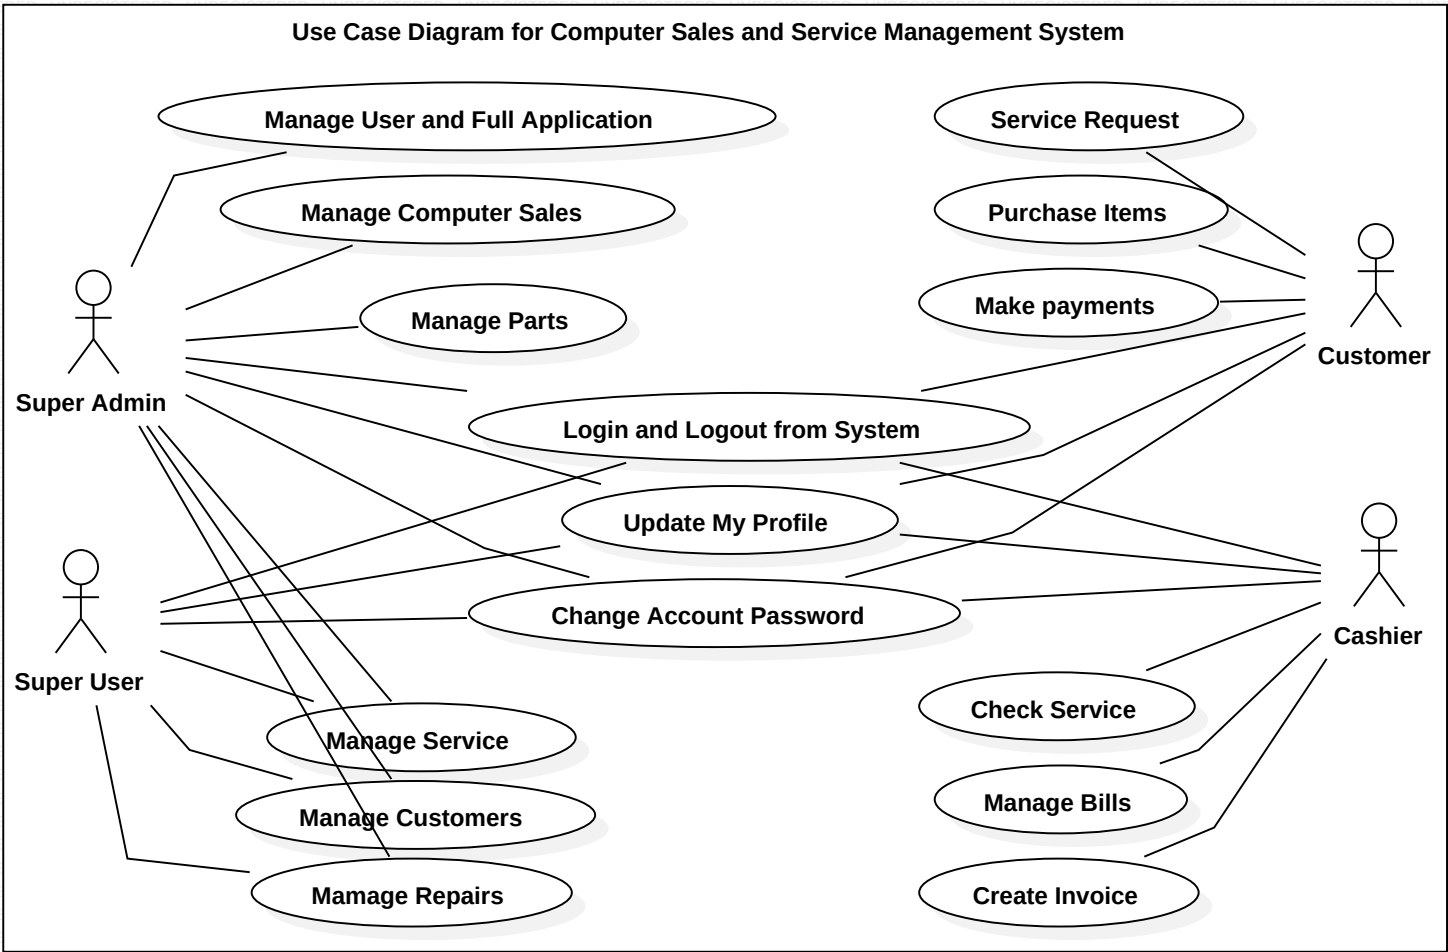 Use Case Diagram for Computer Sales and Service Management System
Manage User and Full Application
Service Request
Manage Computer Sales
Purchase Items
Manage Parts
Make payments
Customer
Super Admin
Login and Logout from System
Update My Profile
Change Account Password
Cashier
Super User
Check Service
Manage Service
Manage Bills
Manage Customers
Mamage Repairs
Create Invoice